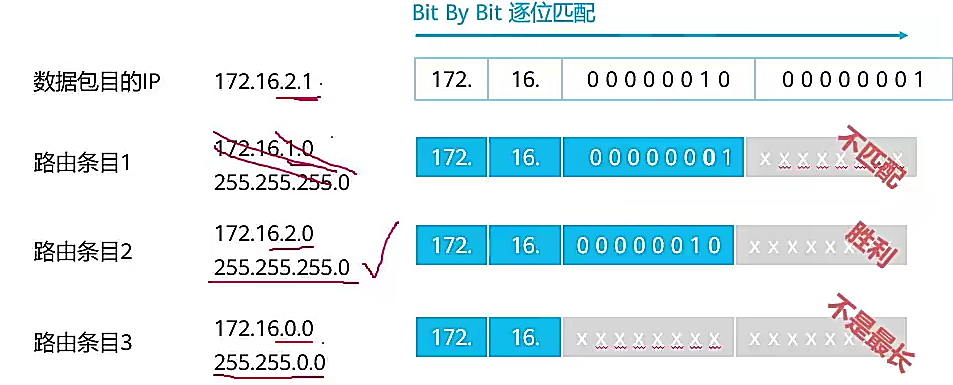 Bit By Bit 逐位匹配
数据包目的IP 172.16.2.1 172. 16. 0 0 0 0 0 0 1 0 0 0 0 0 0 0 0 1
路由条目1 172.16.1.0 172. 16. 0 0 0 0 0 0 0 1 x x x x x x x x 不匹配
255.255.255.0
路由条目2 172.16.2.0 172. 16. 0 0 0 0 0 0 1 0 x x x x x x 胜利
255.255.255.0
路由条目3 172.16.0.0 172. 16. x x x x x x x x x x x x x x 不是最长
255.255.0.0